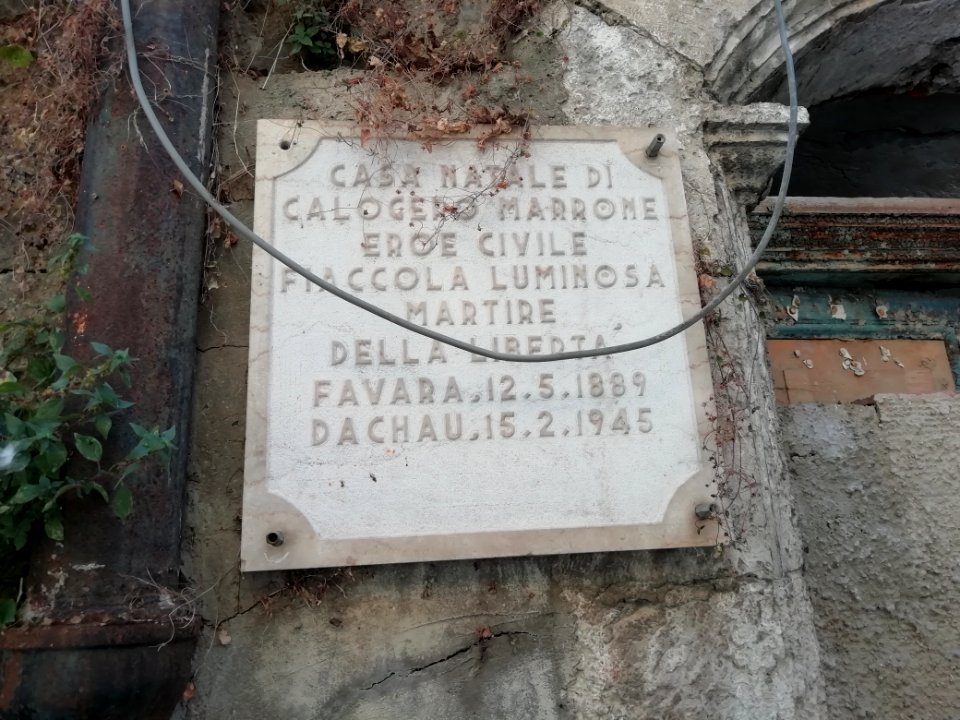 CASA NATALE DI
CALOGERO MARRONE
EROE CIVILE
FIACCOLA LUMINOSA
MARTIRE
DELLA LIBERTÁ
FAVARA, 12.5.1889
DACHAU, 15.2.1945